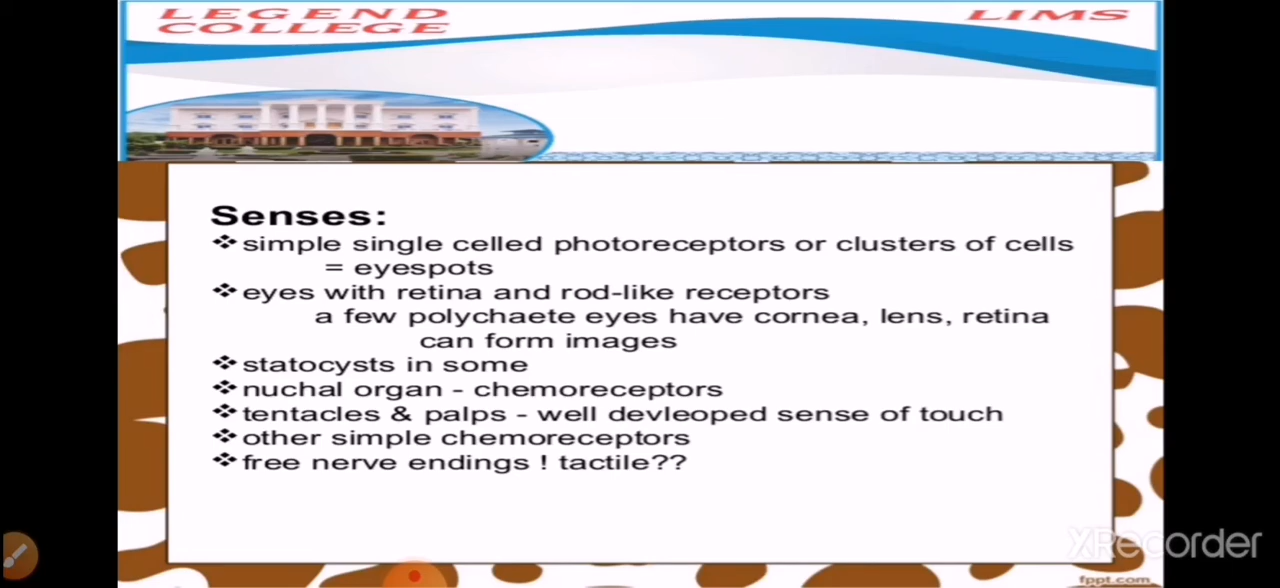 LEGEND LIMS
COLLEGE
Senses:
❖simple single celled photoreceptors or clusters of cells
= eyespots
❖eyes with retina and rod-like receptors
a few polychaete eyes have cornea, lens, retina
can form images
❖statocysts in some
❖nuchal organ - chemoreceptors
❖tentacles & palps - well devleoped sense of touch
❖other simple chemoreceptors
❖free nerve endings ! tactile??
XRecorder
fppt.com